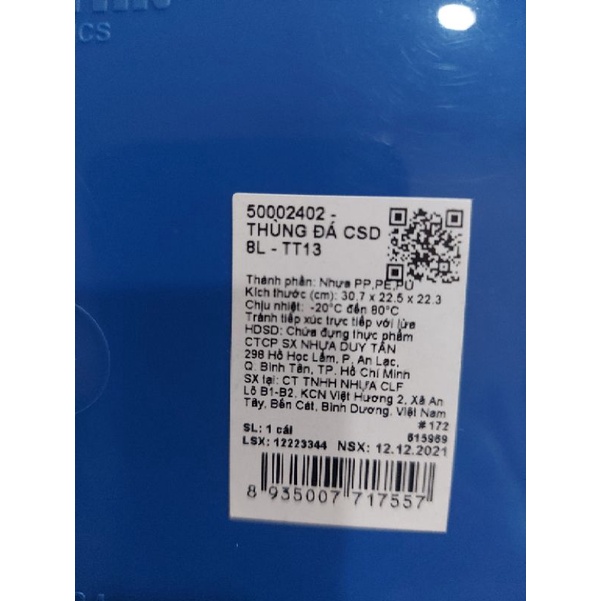 CS
50002402 -
THÙNG ĐÁ CSD
8L - TT13
Thành phần: Nhựa PP,PE,PU
Kích thước (cm): 30.7 x 22.5 x 22.3
Chịu nhiệt: -20°C đến 80°C
Tránh tiếp xúc trực tiếp với lửa
HDSD: Chứa đựng thực phẩm
CTCP SX NHỰA DUY TÂN
298 Hồ Học Lãm, P. An Lạc,
Q. Bình Tân, TP. Hồ Chí Minh
SX tại: CT TNHH NHỰA CLF
Lô B1-B2, KCN Việt Hương 2, Xã An
Tây, Bến Cát, Bình Dương, Việt Nam
#172
SL: 1 cái 615969
LSX: 12223344 NSX: 12.12.2021
8 935007 717557